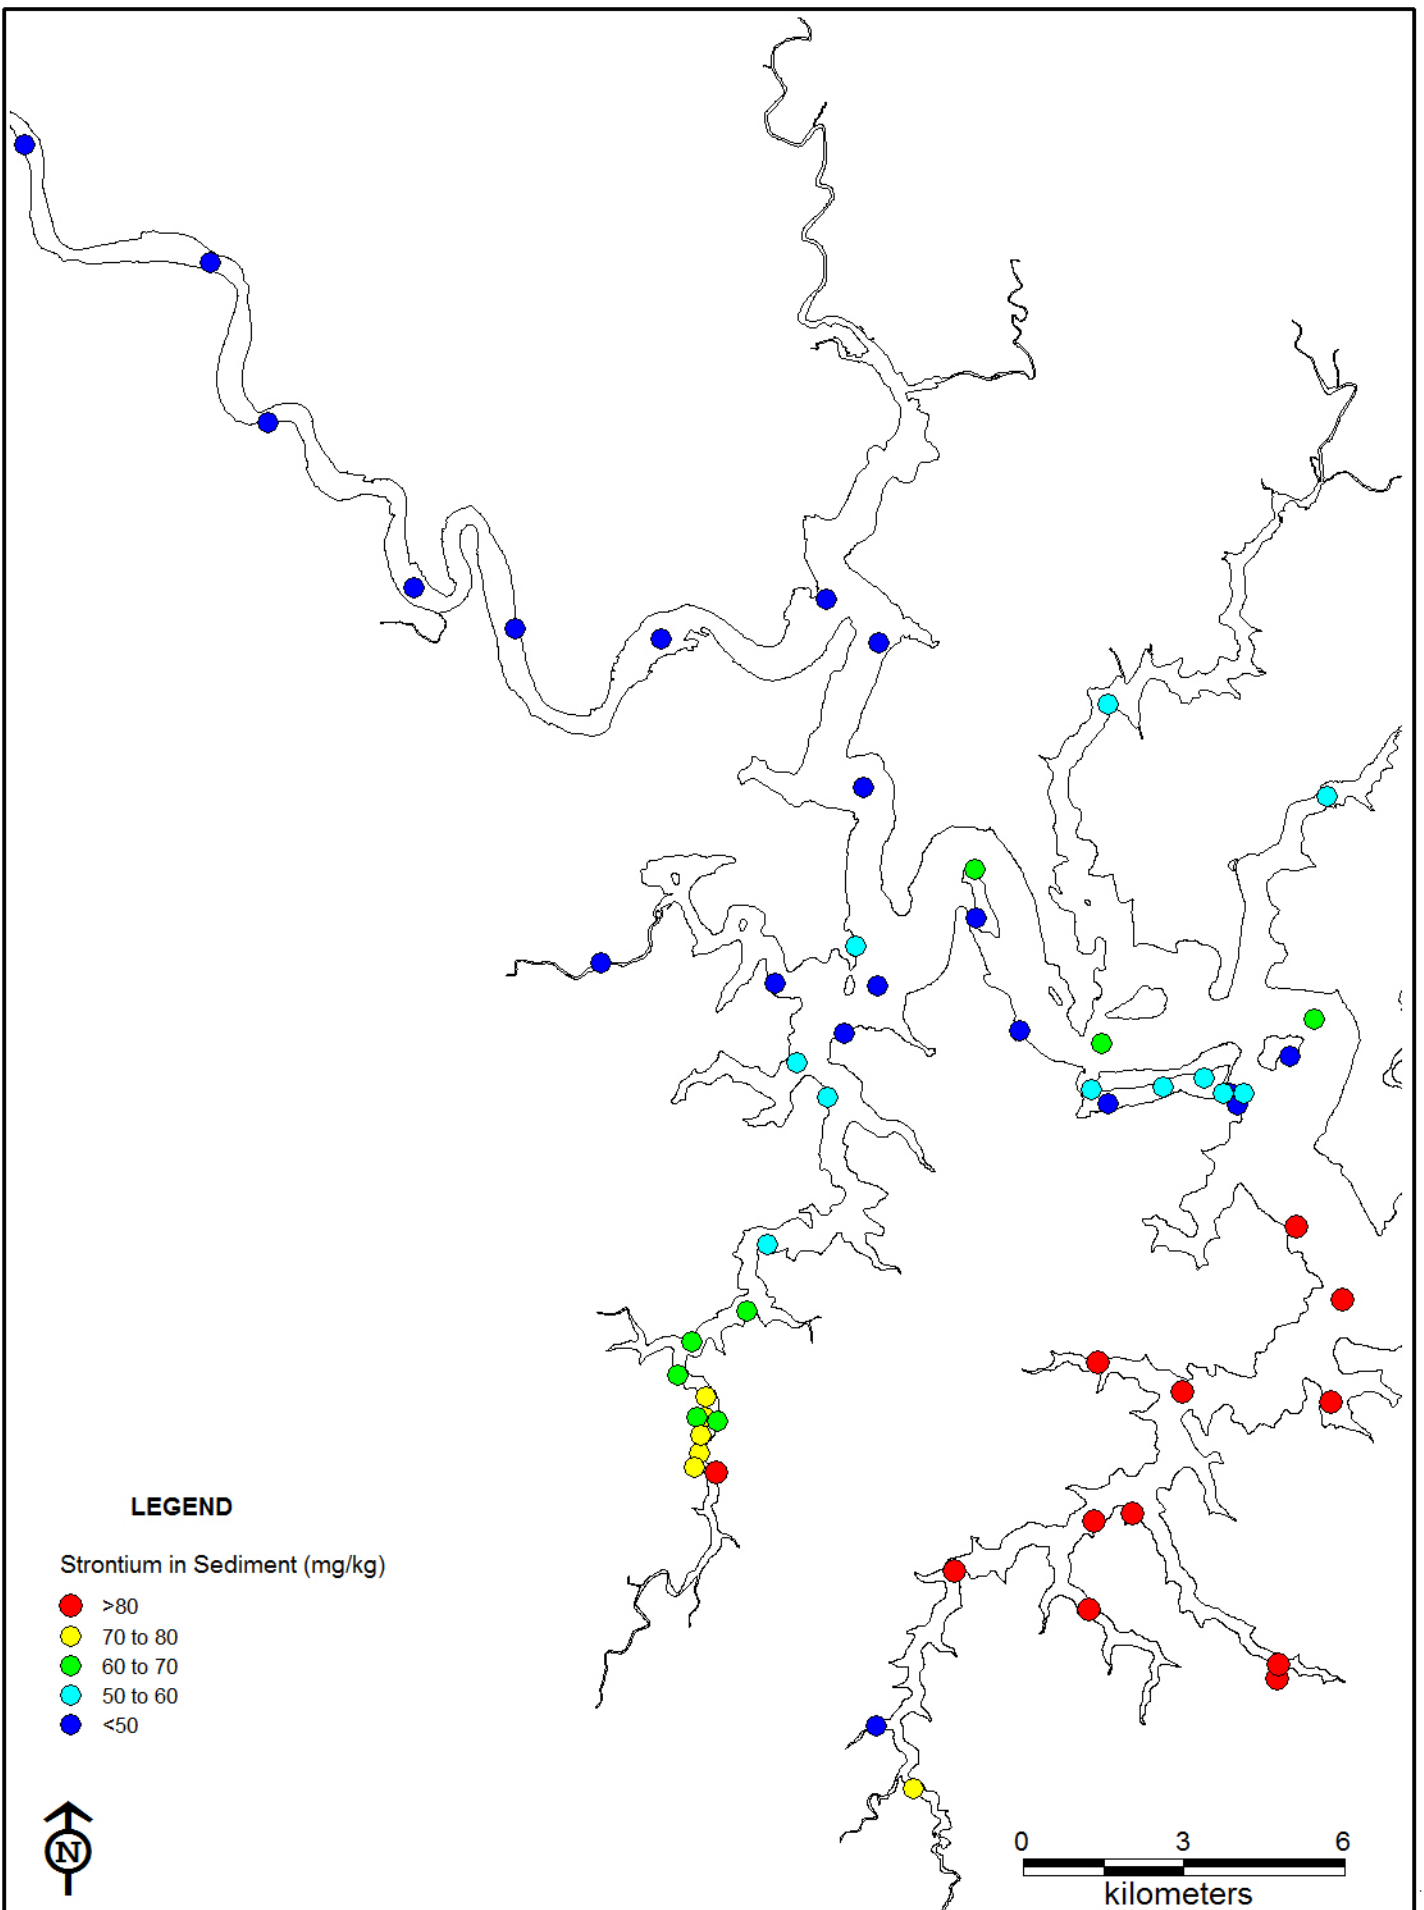 LEGEND
Strontium in Sediment (mg/kg)
>80
70 to 80
60 to 70
50 to 60
<50
N
0 3 6
kilometers